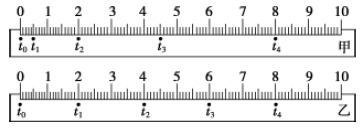 0 1 2 3 4 5 6 7 8 9 10
t₀ t₁ t₂ t₃ t₄ 甲
0 1 2 3 4 5 6 7 8 9 10
t₀ t₁ t₂ t₃ t₄ 乙